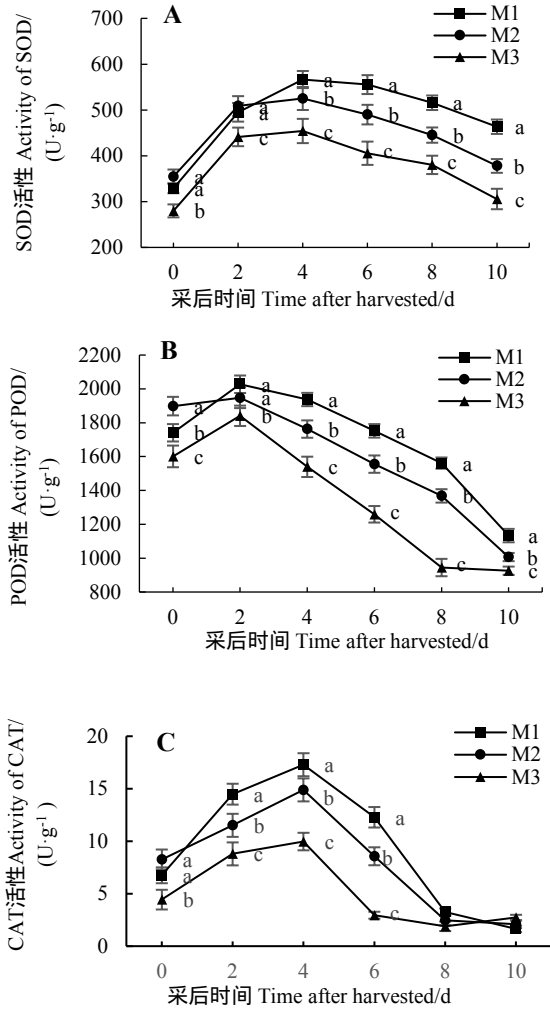 A
M1
M2
M3
SOD活性 Activity of SOD/
(U·g⁻¹)
700
600
500
400
300
200
a
a
b
a
a
c
a
b
c
a
b
c
a
b
c
a
b
c
0 2 4 6 8 10
采后时间 Time after harvested/d
B
M1
M2
M3
POD活性 Activity of POD/
(U·g⁻¹)
2200
2000
1800
1600
1400
1200
1000
800
a
b
c
a
a
b
a
b
c
a
b
c
a
b
c
a
b
c
0 2 4 6 8 10
采后时间 Time after harvested/d
C
M1
M2
M3
CAT活性Activity of CAT/
(U·g⁻¹)
20
15
10
5
0
a
a
b
a
b
c
a
b
c
a
b
c
0 2 4 6 8 10
采后时间 Time after harvested/d